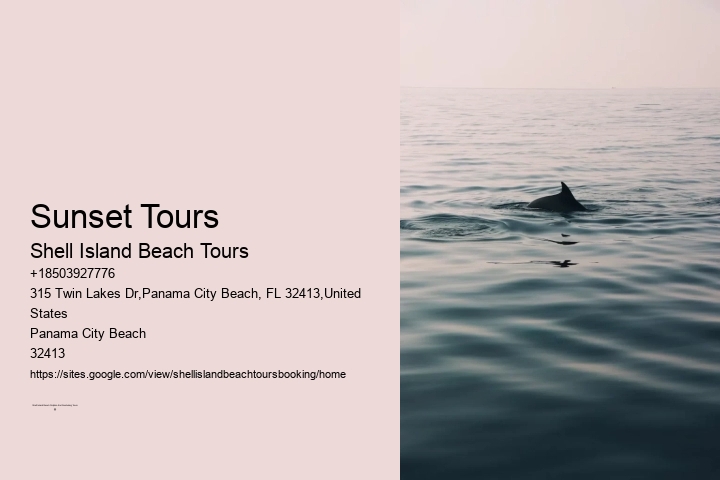 Sunset Tours
Shell Island Beach Tours
+18503927776
315 Twin Lakes Dr,Panama City Beach, FL 32413,United
States
Panama City Beach
32413
https://sites.google.com/view/shellislandbeachtoursbooking/home